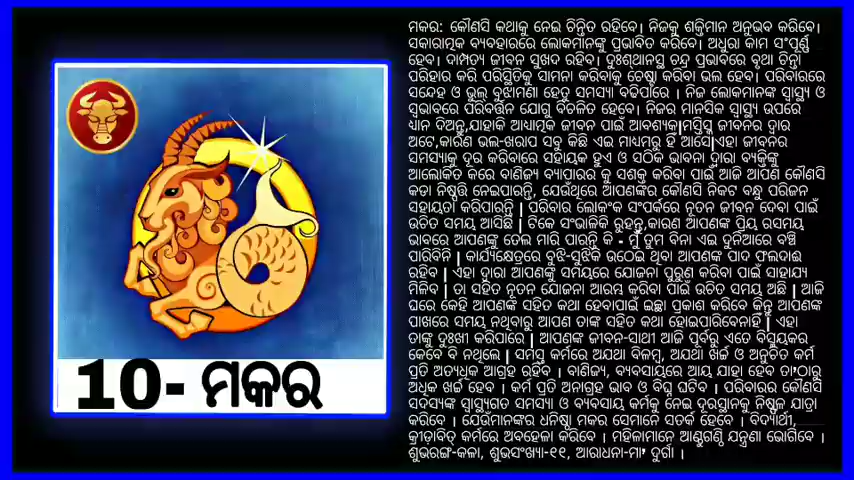 ମକର: କୌଣସି କଥାକୁ ନେଇ ଚିନ୍ତିତ ରହିବେ। ନିଜକୁ ଶକ୍ତିମାନ ଅନୁଭବ କରିବେ।
ସକାରାତ୍ମକ ବ୍ୟବହାରରେ ଲୋକମାନଙ୍କୁ ପ୍ରଭାବିତ କରିବେ। ଅଧୁରା କାମ ସଂପୂର୍ଣ୍ଣ
ହେବ। ଦାମ୍ପତ୍ୟ ଜୀବନ ସୁଖଦ ରହିବ। ଦୁଃସ୍ଥାନସ୍ଥ ଚନ୍ଦ୍ର ପ୍ରଭାବରେ ବୃଥା ଚିନ୍ତା
ପରିହାର କରି ପରିସ୍ଥିତିକୁ ସାମନା କରିବାକୁ ଚେଷ୍ଟା କରିବା ଭଲ ହେବ। ପରିବାରରେ
ସନ୍ଦେହ ଓ ଭୁଲ୍ ବୁଝାମଣା ହେତୁ ସମସ୍ୟା ବଢିପାରେ । ନିଜ ଲୋକମାନଙ୍କ ସ୍ୱାସ୍ଥ୍ୟ ଓ
ସ୍ୱଭାବରେ ପରିବର୍ତ୍ତନ ଯୋଗୁ ବିଚଳିତ ହେବେ। ନିଜର ମାନସିକ ସ୍ୱାସ୍ଥ୍ୟ ଉପରେ
ଧ୍ୟାନ ଦିଅନ୍ତୁ,ଯାହାକି ଆଧ୍ୟାତ୍ମକ ଜୀବନ ପାଇଁ ଆବଶ୍ୟକ|ମସ୍ତିସ୍କ ଜୀବନର ଦ୍ୱାର
ଅଟେ,କାରଣ ଭଲ-ଖରାପ ସବୁ କିଛି ଏଇ ମାଧ୍ୟମରୁ ହିଁ ଆସେ|ଏହା ଜୀବନର
ସମସ୍ୟାକୁ ଦୂର କରିବାରେ ସହାୟକ ହୁଏ ଓ ସଠିକ ଭାବନା ଦ୍ୱାରା ବ୍ୟକ୍ତିଙ୍କୁ
ଆଲୋକିତ କରେ ବାଣିଜ୍ୟ ବ୍ୟାପାରର କୁ ସଶକ୍ତ କରିବା ପାଇଁ ଆଜି ଆପଣ କୌଣସି
କଡା ନିଷ୍ପତ୍ତି ନେଇପାରନ୍ତି, ଯେଉଁଥିରେ ଆପଣଙ୍କର କୌଣସି ନିକଟ ବନ୍ଧୁ ପରିଜନ
ସହାୟତା କରିପାରନ୍ତି | ପରିବାର ଲୋକଂକ ସଂପର୍କରେ ନୂତନ ଜୀବନ ଦେବା ପାଇଁ
ଉଚିତ ସମୟ ଆସିଛି | ଟିକେ ସଂଭାଳିକି ରୁହନ୍ତୁ,କାରଣ ଆପଣଙ୍କ ପ୍ରିୟ ରସମୟ
ଭାବରେ ଆପଣଙ୍କୁ ତେଲ ମାରି ପାରନ୍ତି କି - ମୁଁ ତୁମ ବିନା ଏଇ ଦୁନିଆରେ ବଞ୍ଚି
ପାରିବିନି | କାର୍ଯ୍ୟକ୍ଷେତ୍ରରେ ବୁଝି-ସୁଝିକି ଉଠେଇ ଥିବା ଆପଣଙ୍କ ପାଦ ଫଳଦାଈ
ରହିବ | ଏହା ଦ୍ୱାରା ଆପଣଙ୍କୁ ସମୟରେ ଯୋଜନା ପୁରୁଣ କରିବା ପାଇଁ ସାହାଯ୍ୟ
ମିଳିବ | ତା ସହିତ ନୂତନ ଯୋଜନା ଆରମ୍ଭ କରିବା ପାଇଁ ଉଚିତ ସମୟ ଅଛି | ଆଜି
ଘରେ କେହି ଆପଣଙ୍କ ସହିତ କଥା ହେବାପାଇଁ ଇଚ୍ଛା ପ୍ରକାଶ କରିବେ କିନ୍ତୁ ଆପଣଙ୍କ
ପାଖରେ ସମୟ ନଥିବାରୁ ଆପଣ ତାଙ୍କ ସହିତ କଥା ହୋଇପାରିବେନାହିଁ | ଏହା
ତାଙ୍କୁ ଦୁଃଖୀ କରିପାରେ | ଆପଣଙ୍କ ଜୀବନ-ସାଥୀ ଆଜି ପୂର୍ବରୁ ଏତେ ବିସ୍ମୟକର
କେବେ ବି ନଥିଲେ | ସମସ୍ତ କର୍ମରେ ଅଯଥା ବିଳମ୍ବ, ଅଯଥା ଖର୍ଚ୍ଚ ଓ ଅନୁଚିତ କର୍ମ
ପ୍ରତି ଅତ୍ୟଧିକ ଆଗ୍ରହ ରହିବ । ବାଣିଜ୍ୟ, ବ୍ୟବସାୟରେ ଆୟ ଯାହା ହେବ ତା'ଠାରୁ
ଅଧିକ ଖର୍ଚ୍ଚ ହେବ । କର୍ମ ପ୍ରତି ଅନାଗ୍ରହ ଭାବ ଓ ବିଘ୍ନ ଘଟିବ । ପରିବାରର କୌଣସି
ସଦସ୍ୟଙ୍କ ସ୍ୱାସ୍ଥ୍ୟଗତ ସମସ୍ୟା ଓ ବ୍ୟବସାୟ କର୍ମକୁ ନେଇ ଦୂରସ୍ଥାନକୁ ନିଷ୍ଫଳ ଯାତ୍ରା
କରିବେ । ଯେଉଁମାନଙ୍କର ଧନିଷ୍ଠା ମକର ସେମାନେ ସତର୍କ ହେବେ । ବିଦ୍ୟାର୍ଥୀ,
କ୍ରୀଡ଼ାବିତ୍ କର୍ମରେ ଅବହେଳା କରିବେ । ମହିଳାମାନେ ଆଣ୍ଠୁଗଣ୍ଠି ଯନ୍ତ୍ରଣା ଭୋଗିବେ ।
ଶୁଭରଙ୍ଗ-କଳା, ଶୁଭସଂଖ୍ୟା-୧୧, ଆରାଧନା-ମା' ଦୁର୍ଗା ।
10- ମକର